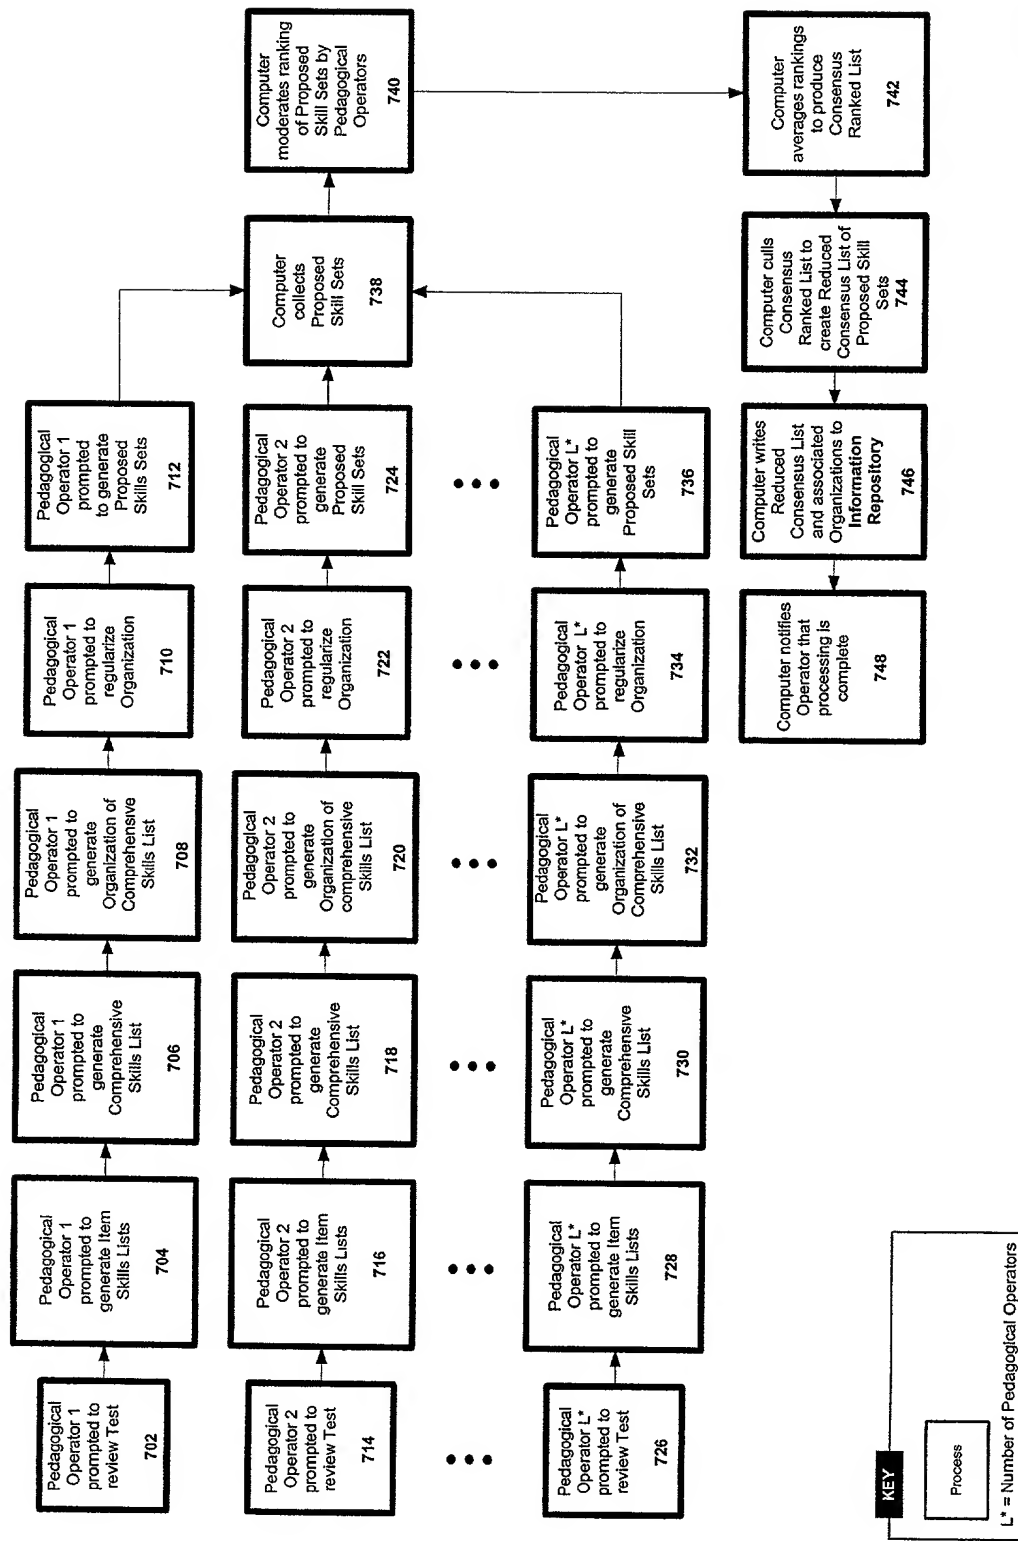 Pedagogical
Operator 1
prompted to
review Test
702
Pedagogical
Operator 1
prompted to
generate Item
Skills Lists
704
Pedagogical
Operator 1
prompted to
generate
Comprehensive
Skills List
706
Pedagogical
Operator 1
prompted to
generate
Organization of
Comprehensive
Skills List
708
Pedagogical
Operator 1
prompted to
regularize
Organization
710
Pedagogical
Operator 1
prompted
to generate
Proposed
Skills Sets
712
Pedagogical
Operator 2
prompted to
review Test
714
Pedagogical
Operator 2
prompted to
generate Item
Skills Lists
716
Pedagogical
Operator 2
prompted to
generate
Comprehensive
Skills List
718
Pedagogical
Operator 2
prompted to
generate
Organization of
comprehensive
Skills List
720
Pedagogical
Operator 2
prompted to
regularize
Organization
722
Pedagogical
Operator 2
prompted to
generate
Proposed
Skill Sets
724
Computer
collects
Proposed
Skill Sets
738
Computer
moderates ranking
of Proposed
Skill Sets by
Pedagogical
Operators
740
Pedagogical
Operator L*
prompted to
review Test
726
Pedagogical
Operator L*
prompted to
generate Item
Skills Lists
728
Pedagogical
Operator L*
prompted to
generate
Comprehensive
Skills List
730
Pedagogical
Operator L*
prompted to
generate
Organization of
Comprehensive
Skills List
732
Pedagogical
Operator L*
prompted to
regularize
Organization
734
Pedagogical
Operator L*
prompted to
generate
Proposed Skill
Sets
736
Computer
averages rankings
to produce
Consensus
Ranked List
742
Computer culls
Consensus
Ranked List to
create Reduced
Consensus List of
Proposed Skill
Sets
744
Computer writes
Reduced
Consensus List
and associated
Organizations to
Information
Repository
746
Computer notifies
Operator that
processing is
complete
748
KEY
Process
L* = Number of Pedagogical Operators